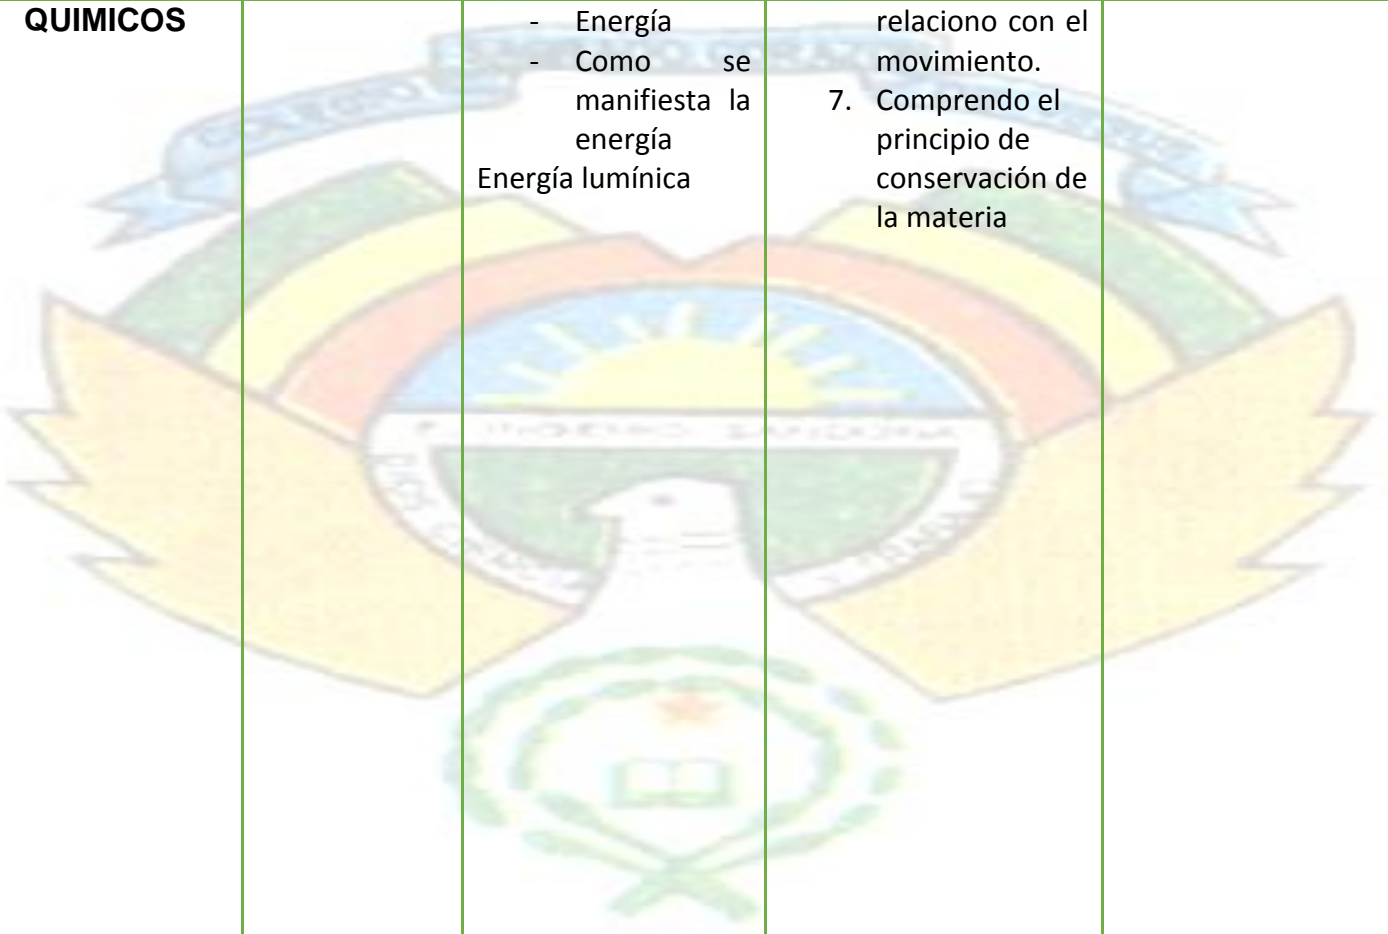 QUIMICOS
- Energía
- Como se
manifiesta la
energía
Energía lumínica
relaciono con el
movimiento.
7. Comprendo el
principio de
conservación de
la materia
COLEGIO